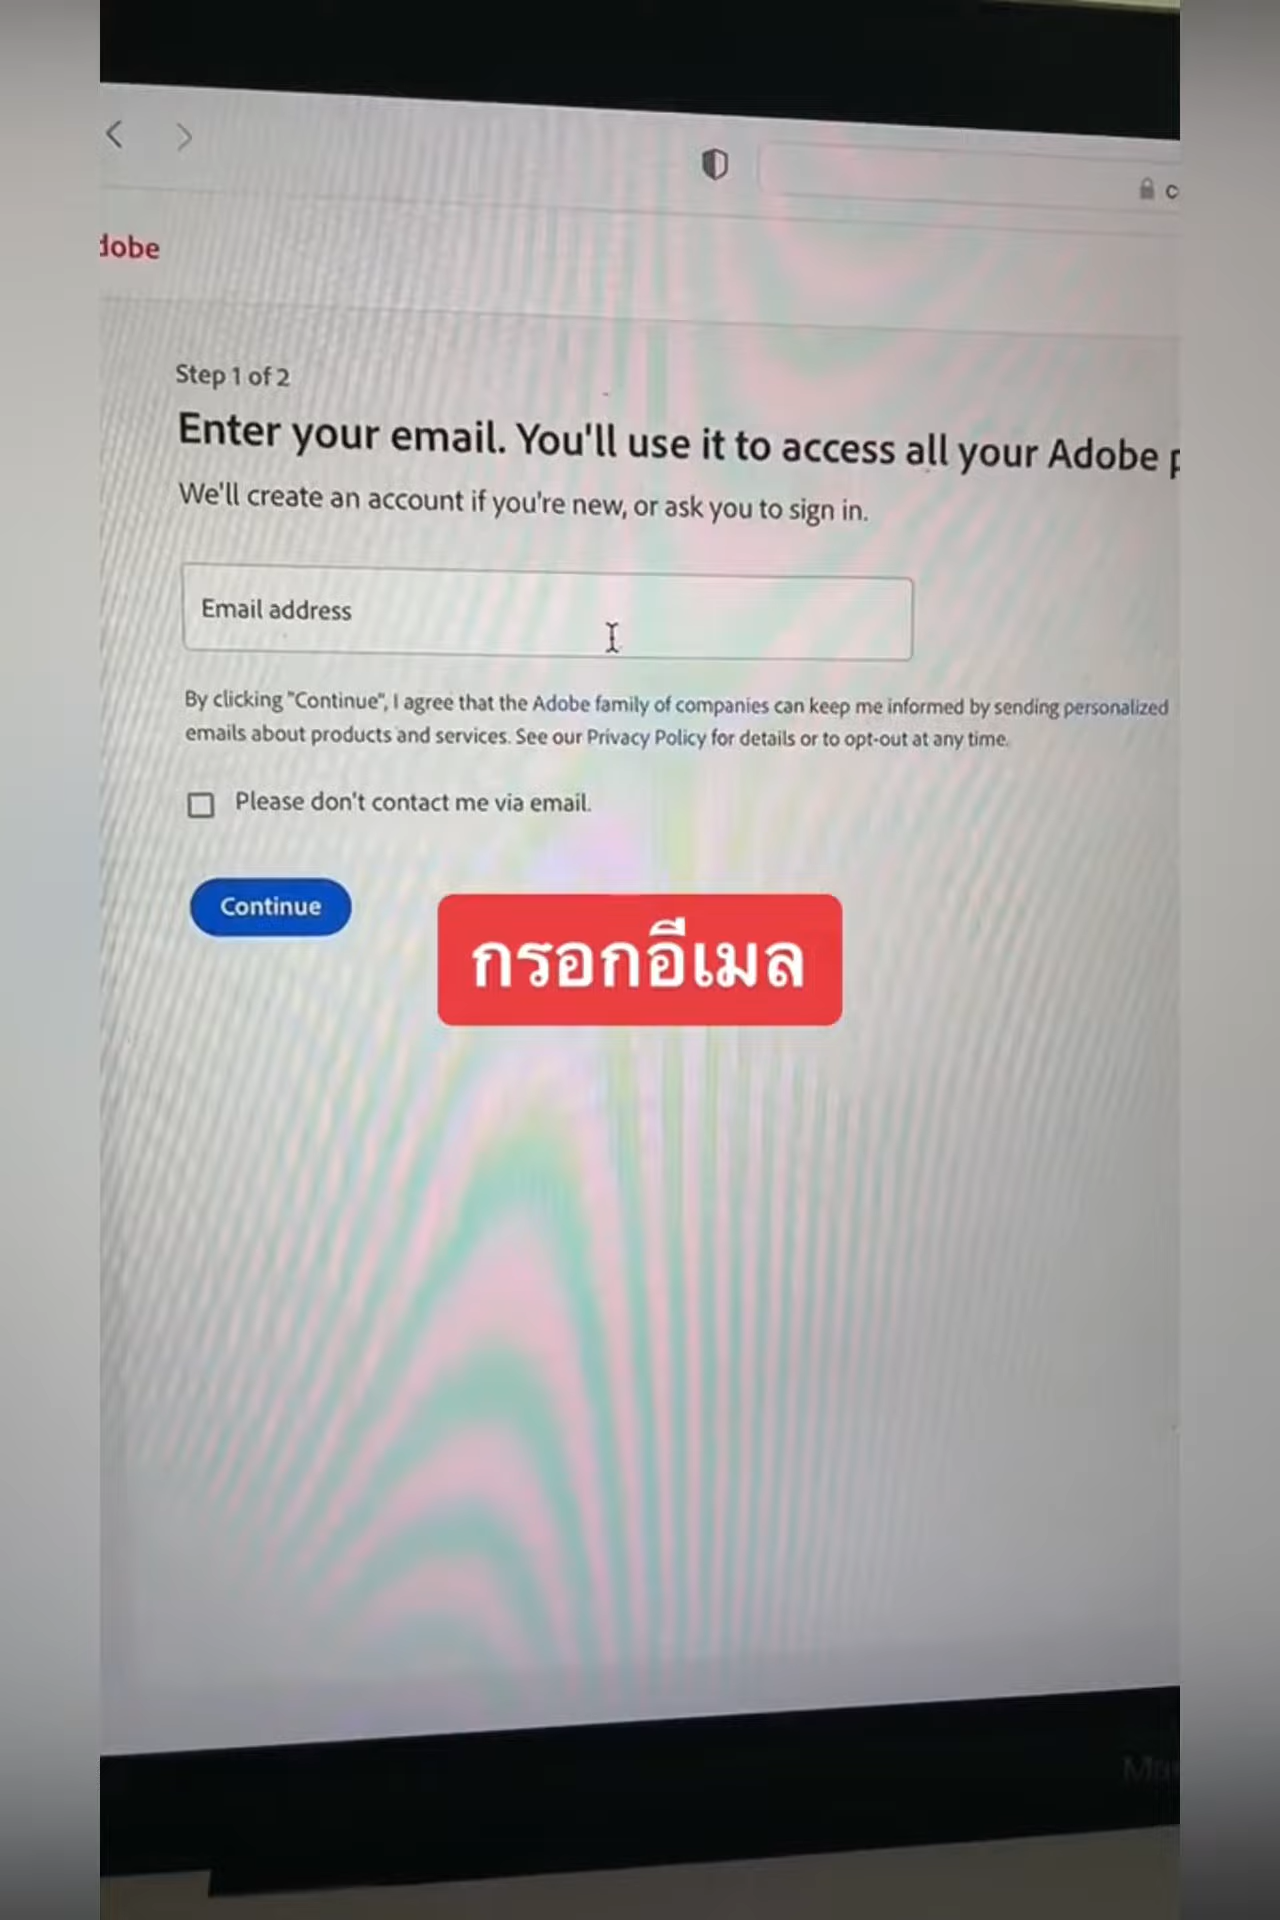 dobe
Step 1 of 2
Enter your email. You'll use it to access all your Adobe
We'll create an account if you're new, or ask you to sign in.
Email address
By clicking "Continue", I agree that the Adobe family of companies can keep me informed by sending personalized
emails about products and services. See our Privacy Policy for details or to opt-out at any time.
Please don't contact me via email.
Continue
กรอกอีเมล